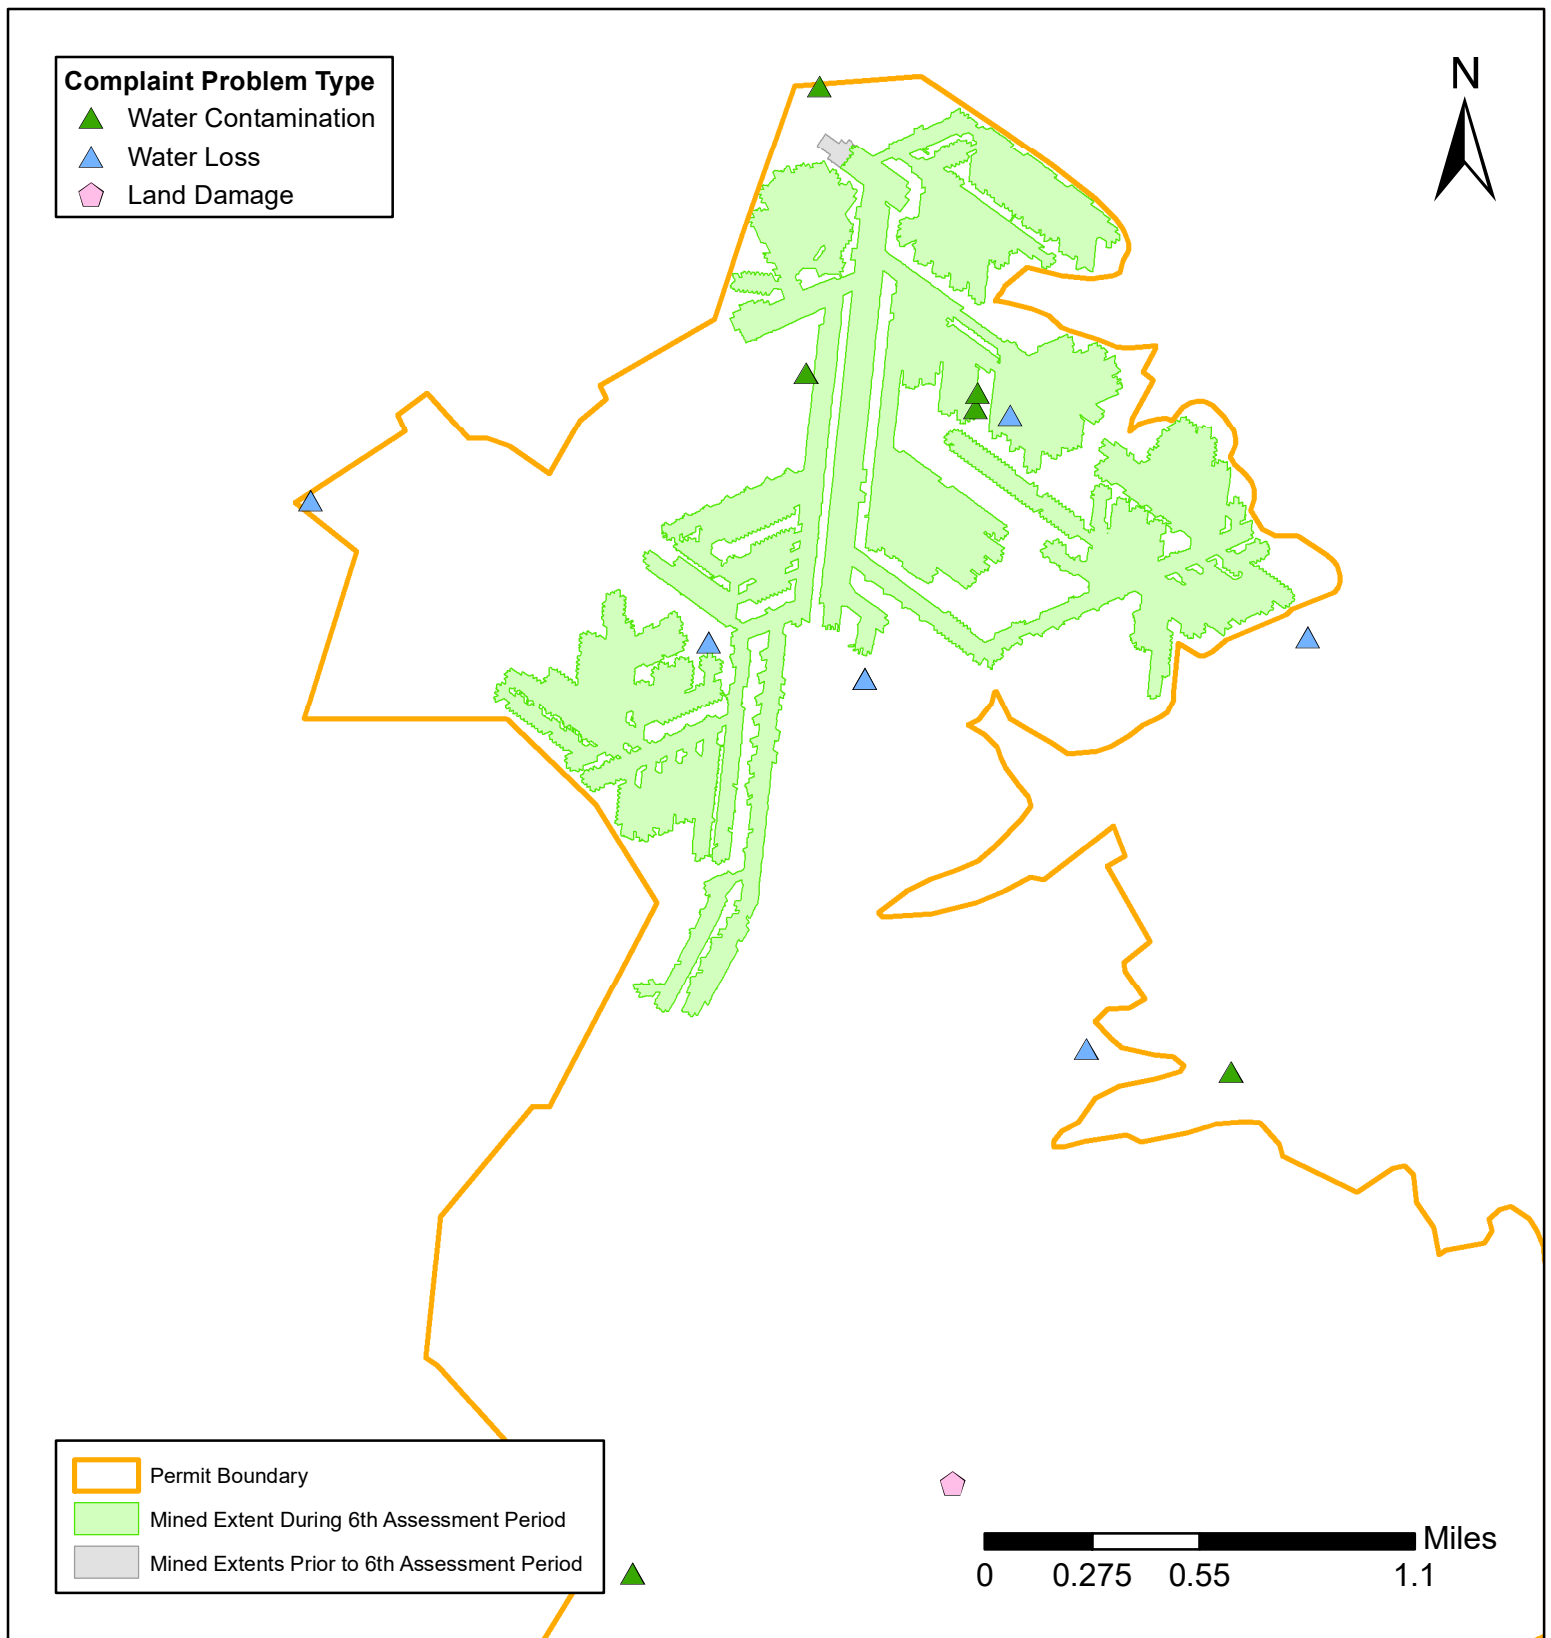 Complaint Problem Type
Water Contamination
Water Loss
Land Damage
N
Permit Boundary
Mined Extent During 6th Assessment Period
Mined Extents Prior to 6th Assessment Period
Miles
0 0.275 0.55 1.1